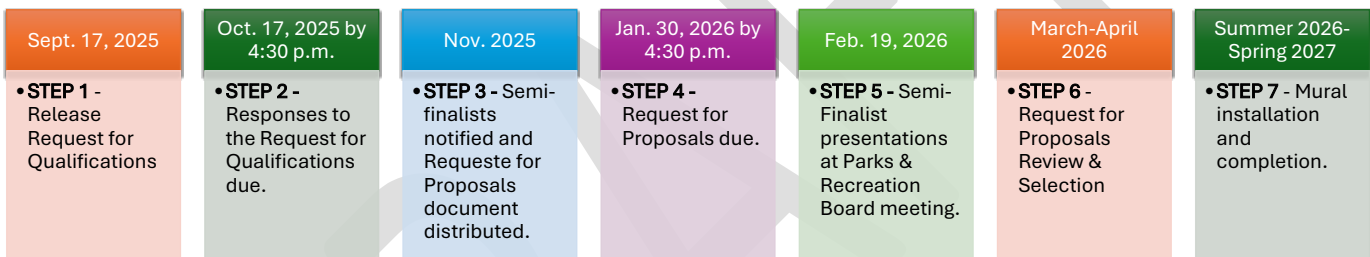 Sept. 17, 2025
• STEP 1 -
Release
Request for
Qualifications
Oct. 17, 2025 by
4:30 p.m.
• STEP 2 -
Responses to
the Request for
Qualifications
due.
Nov. 2025
• STEP 3 - Semi-
finalists
notified and
Requeste for
Proposals
document
distributed.
Jan. 30, 2026 by
4:30 p.m.
• STEP 4 -
Request for
Proposals due.
Feb. 19, 2026
• STEP 5 - Semi-
Finalist
presentations
at Parks &
Recreation
Board meeting.
March-April
2026
• STEP 6 -
Request for
Proposals
Review &
Selection
Summer 2026-
Spring 2027
• STEP 7 - Mural
installation
and
completion.